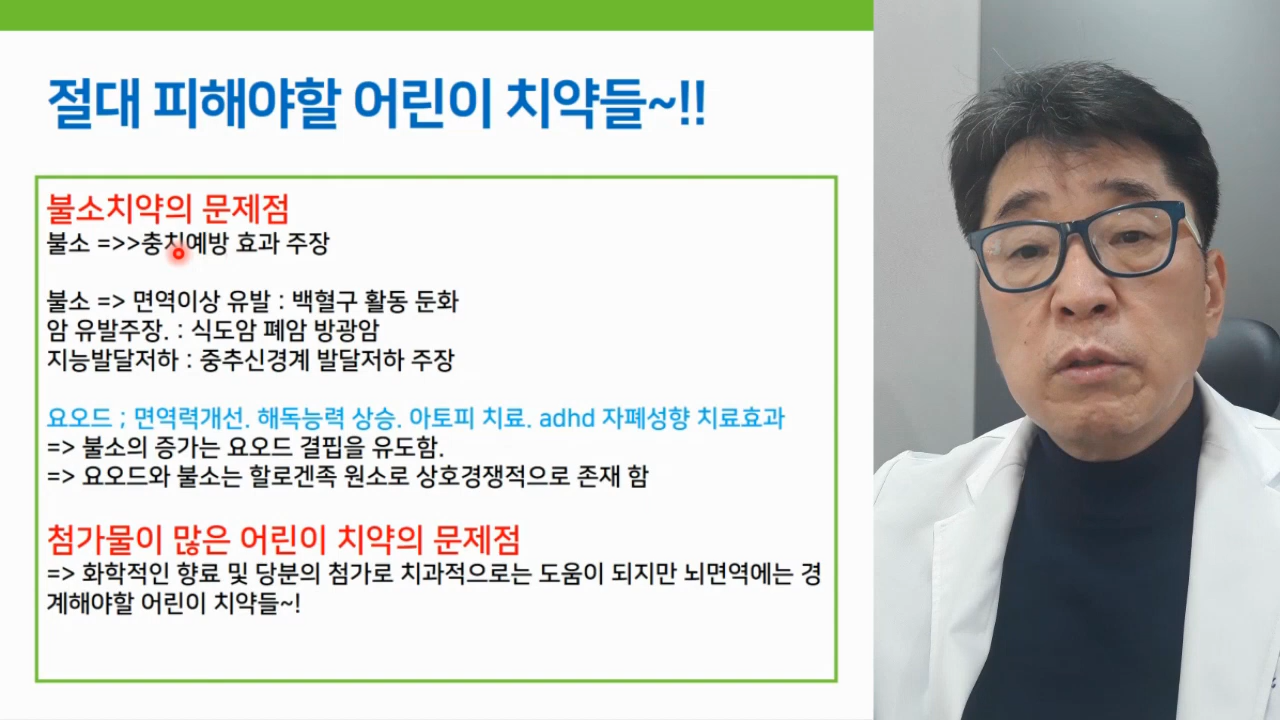 절대 피해야할 어린이 치약들~!!
불소치약의 문제점
불소 =>>충치예방 효과 주장
불소 => 면역이상 유발 : 백혈구 활동 둔화
암 유발주장. : 식도암 폐암 방광암
지능발달저하 : 중추신경계 발달저하 주장
요오드 ; 면역력개선. 해독능력 상승. 아토피 치료. adhd 자폐성향 치료효과
=> 불소의 증가는 요오드 결핍을 유도함.
=> 요오드와 불소는 할로겐족 원소로 상호경쟁적으로 존재 함
첨가물이 많은 어린이 치약의 문제점
=> 화학적인 향료 및 당분의 첨가로 치과적으로는 도움이 되지만 뇌면역에는 경
계해야할 어린이 치약들~!